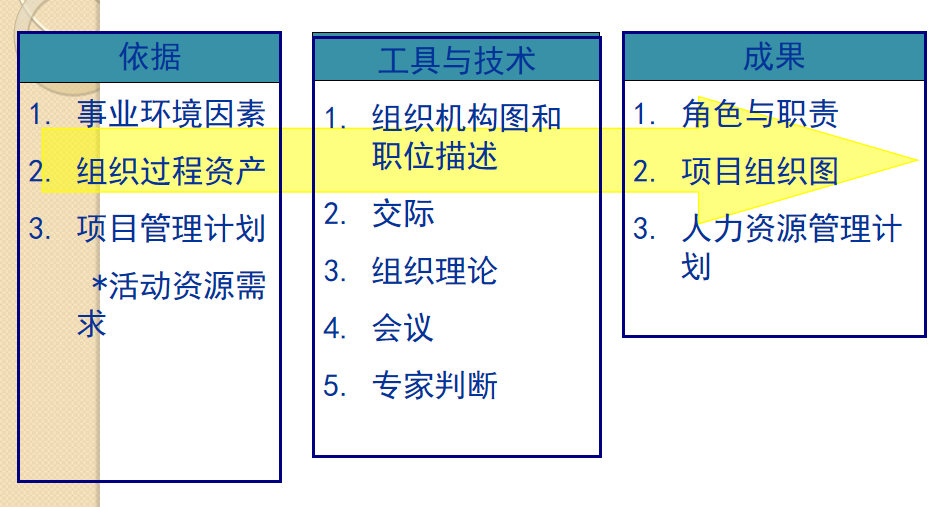 依据
1. 事业环境因素
2. 组织过程资产
3. 项目管理计划
*活动资源需
求
工具与技术
1. 组织机构图和
职位描述
2. 交际
3. 组织理论
4. 会议
5. 专家判断
成果
1. 角色与职责
2. 项目组织图
3. 人力资源管理计
划